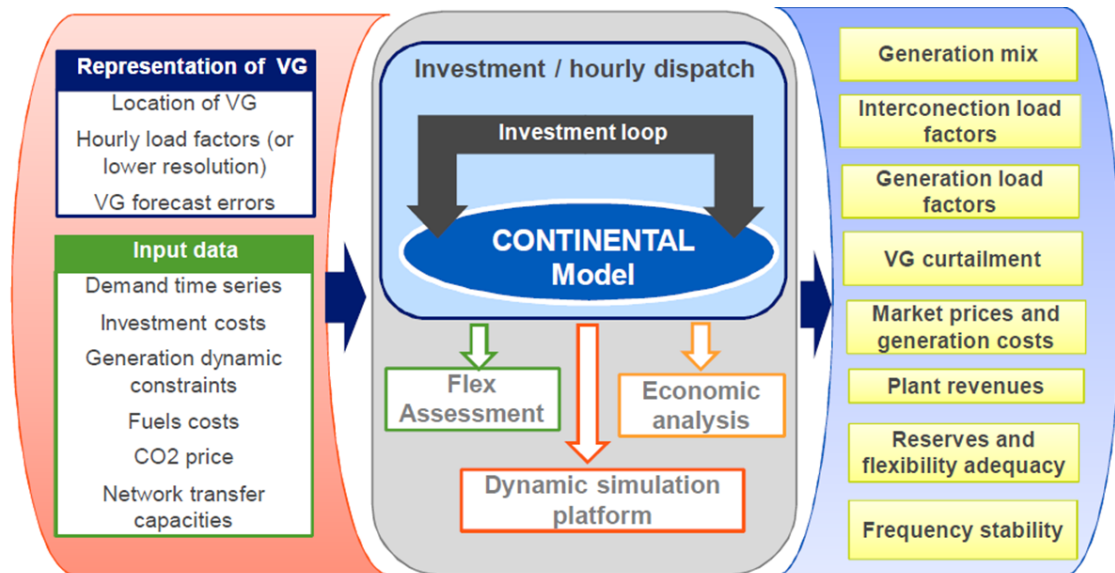 Representation of VG
Location of VG
Hourly load factors (or
lower resolution)
VG forecast errors
Input data
Demand time series
Investment costs
Generation dynamic
constraints
Fuels costs
CO2 price
Network transfer
capacities
Investment / hourly dispatch
Investment loop
CONTINENTAL
Model
Flex
Assessment
Economic
analysis
Dynamic simulation
platform
Generation mix
Interconection load
factors
Generation load
factors
VG curtailment
Market prices and
generation costs
Plant revenues
Reserves and
flexibility adequacy
Frequency stability